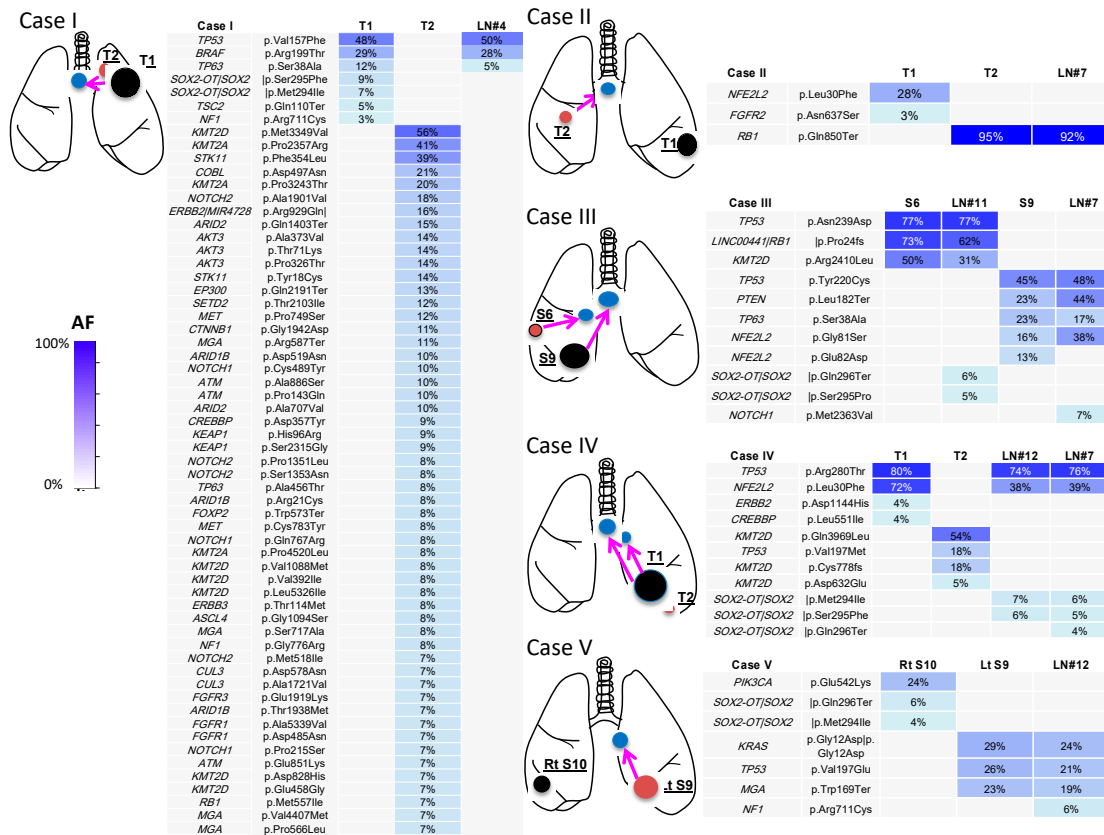 Case I
T2
T1
AF
100%
0%
Case I T1 T2 LN#4
TP53 p.Val157Phe 48% 50%
BRAF p.Arg199Thr 29% 28%
TP63 p.Ser38Ala 12% 5%
SOX2-OT|SOX2 |p.Ser295Phe 9%
SOX2-OT|SOX2 |p.Met294Ile 7%
TSC2 p.Gln110Ter 5%
NF1 p.Arg711Cys 3%
KMT2D p.Met3349Val 56%
KMT2A p.Pro2357Arg 41%
STK11 p.Phe354Leu 39%
COBL p.Asp497Asn 21%
KMT2A p.Pro3243Thr 20%
NOTCH2 p.Ala1901Val 18%
ERBB2|MIR4728 p.Arg929Gln| 16%
ARID2 p.Gln1403Ter 15%
AKT3 p.Ala373Val 14%
AKT3 p.Thr71Lys 14%
AKT3 p.Pro326Thr 14%
STK11 p.Tyr18Cys 14%
EP300 p.Gln2191Ter 13%
SETD2 p.Thr2103Ile 12%
MET p.Pro749Ser 12%
CTNNB1 p.Gly1942Asp 11%
MGA p.Arg587Ter 11%
ARID1B p.Asp519Asn 10%
NOTCH1 p.Cys489Tyr 10%
ATM p.Ala886Ser 10%
ATM p.Pro143Gln 10%
ARID2 p.Ala707Val 10%
CREBBP p.Asp357Tyr 9%
KEAP1 p.His96Arg 9%
KEAP1 p.Ser2315Gly 9%
NOTCH2 p.Pro1351Leu 8%
NOTCH2 p.Ser1353Asn 8%
TP63 p.Ala456Thr 8%
ARID1B p.Arg21Cys 8%
FOXP2 p.Trp573Ter 8%
MET p.Cys783Tyr 8%
NOTCH1 p.Gln767Arg 8%
KMT2A p.Pro4520Leu 8%
KMT2D p.Val1088Met 8%
KMT2D p.Val392Ile 8%
KMT2D p.Leu5326Ile 8%
ERBB3 p.Thr114Met 8%
ASCL4 p.Gly1094Ser 8%
MGA p.Ser717Ala 8%
NF1 p.Gly776Arg 8%
NOTCH2 p.Met518Ile 7%
CUL3 p.Asp578Asn 7%
CUL3 p.Ala1721Val 7%
FGFR3 p.Glu1919Lys 7%
ARID1B p.Thr1938Met 7%
FGFR1 p.Ala5339Val 7%
FGFR1 p.Asp485Asn 7%
NOTCH1 p.Pro215Ser 7%
ATM p.Glu851Lys 7%
KMT2D p.Asp828His 7%
KMT2D p.Glu458Gly 7%
RB1 p.Met557Ile 7%
MGA p.Val4407Met 7%
MGA p.Pro566Leu 7%
Case II
T2
T1
Case II T1 T2 LN#7
NFE2L2 p.Leu30Phe 28%
FGFR2 p.Asn637Ser 3%
RB1 p.Gln850Ter 95% 92%
Case III
S6
S9
Case III S6 LN#11 S9 LN#7
TP53 p.Asn239Asp 77% 77%
LINC00441|RB1 |p.Pro24fs 73% 62%
KMT2D p.Arg2410Leu 50% 31%
TP53 p.Tyr220Cys 45% 48%
PTEN p.Leu182Ter 23% 44%
TP63 p.Ser38Ala 23% 17%
NFE2L2 p.Gly81Ser 16% 38%
NFE2L2 p.Glu82Asp 13%
SOX2-OT|SOX2 |p.Gln296Ter 6%
SOX2-OT|SOX2 |p.Ser295Pro 5%
NOTCH1 p.Met2363Val 7%
Case IV
T1
T2
Case IV T1 T2 LN#12 LN#7
TP53 p.Arg280Thr 80% 74% 76%
NFE2L2 p.Leu30Phe 72% 38% 39%
ERBB2 p.Asp1144His 4%
CREBBP p.Leu551Ile 4%
KMT2D p.Gln3969Leu 54%
TP53 p.Val197Met 18%
KMT2D p.Cys778fs 18%
KMT2D p.Asp632Glu 5%
SOX2-OT|SOX2 |p.Met294Ile 7% 6%
SOX2-OT|SOX2 |p.Ser295Phe 6% 5%
SOX2-OT|SOX2 |p.Gln296Ter 4%
Case V
Rt S10
.t S9
Case V Rt S10 Lt S9 LN#12
PIK3CA p.Glu542Lys 24%
SOX2-OT|SOX2 |p.Gln296Ter 6%
SOX2-OT|SOX2 |p.Met294Ile 4%
KRAS p.Gly12Asp|p. 29% 24%
Gly12Asp
TP53 p.Val197Glu 26% 21%
MGA p.Trp169Ter 23% 19%
NF1 p.Arg711Cys 6%